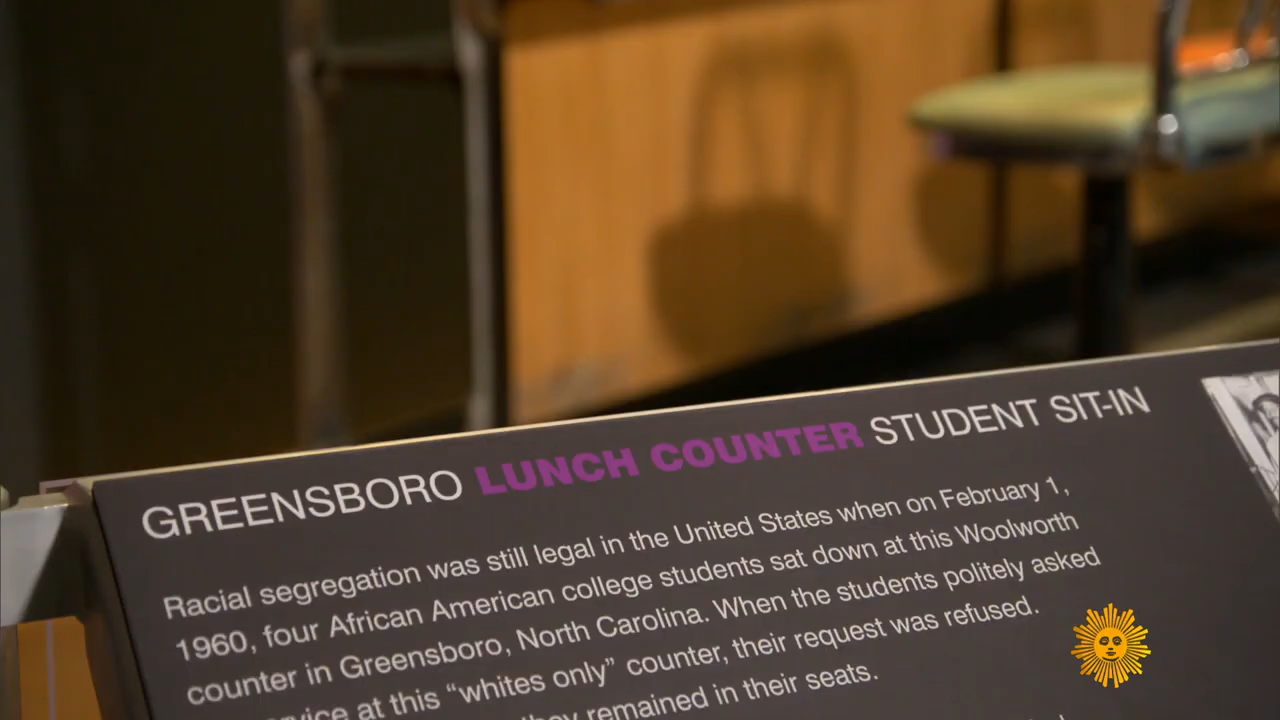 GREENSBORO LUNCH COUNTER STUDENT SIT-IN
Racial segregation was still legal in the United States when on February 1,
1960, four African American college students sat down at this Woolworth
counter in Greensboro, North Carolina. When the students politely asked
at this “whites only” counter, their request was refused.
they remained in their seats.